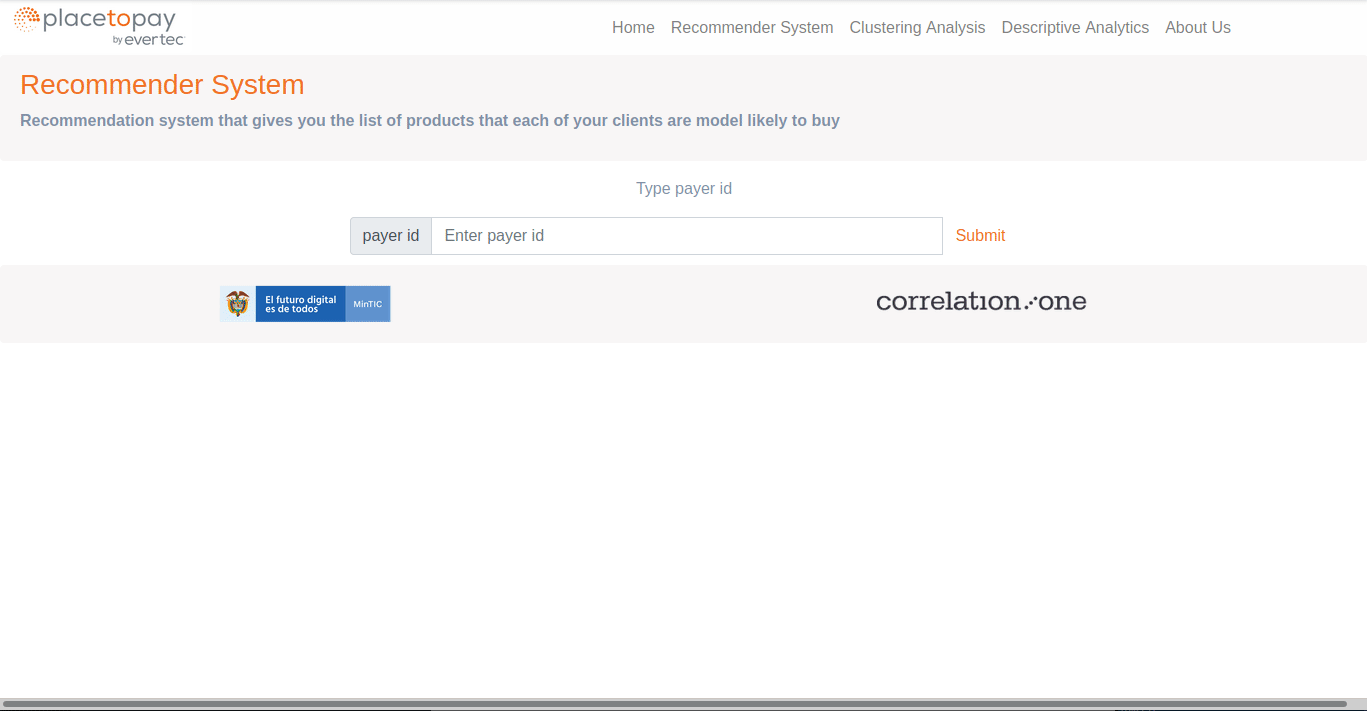 placetopay
by evertec
Home Recommender System Clustering Analysis Descriptive Analytics About Us
Recommender System
Recommendation system that gives you the list of products that each of your clients are model likely to buy
Type payer id
payer id Enter payer id Submit
El futuro digital
es de todos
MinTIC
correlation one